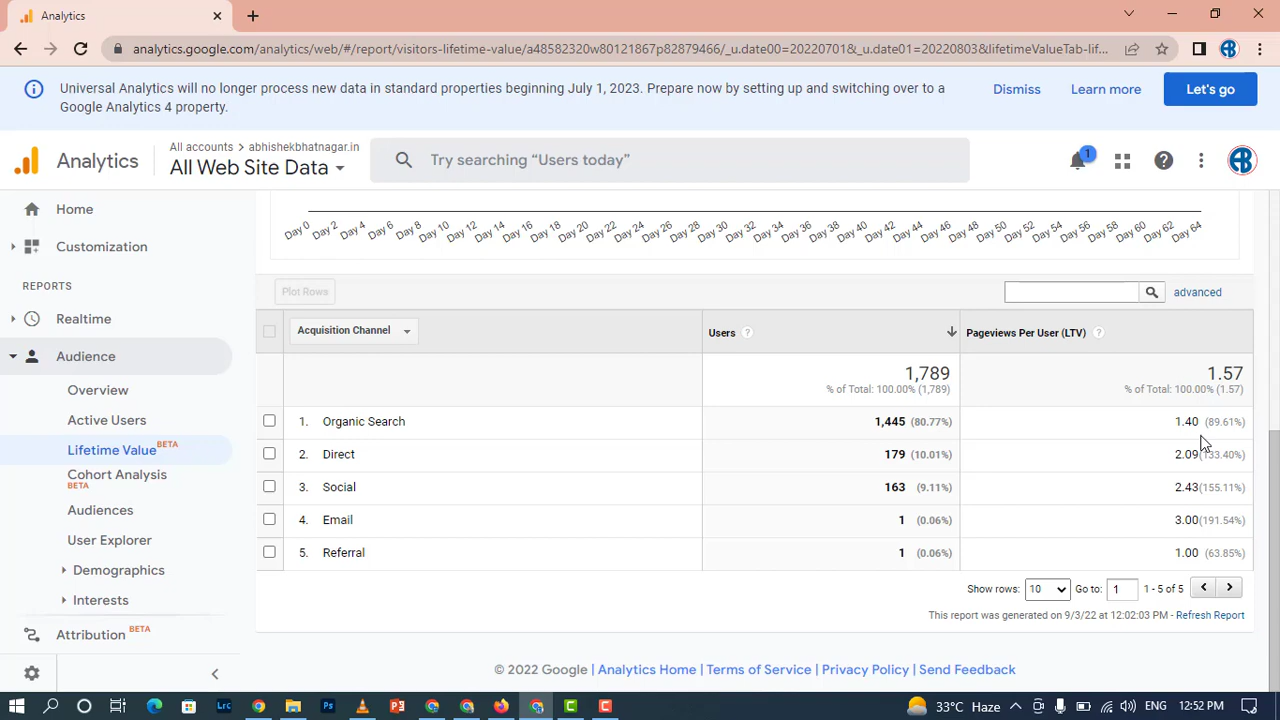 Analytics
analytics.google.com/analytics/web/#/report/visitors-lifetime-value/a48582320w80121867p82879466/_u.date00=20220701&_u.date01=20220803&lifetimeValueTab-lif...
Universal Analytics will no longer process new data in standard properties beginning July 1, 2023. Prepare now by setting up and switching over to a
Google Analytics 4 property.
Dismiss
Learn more
Let's go
Analytics
All accounts > abhishekbhatnagar.in
All Web Site Data
Try searching “Users today”
1
Home
Customization
REPORTS
Realtime
Audience
Overview
Active Users
Lifetime Value BETA
Cohort Analysis
BETA
Audiences
User Explorer
Demographics
Interests
Attribution BETA
Day 0 Day 2 Day 4 Day 6 Day 8 Day 10 Day 12 Day 14 Day 16 Day 18 Day 20 Day 22 Day 24 Day 26 Day 28 Day 30 Day 32 Day 34 Day 36 Day 38 Day 40 Day 42 Day 44 Day 46 Day 48 Day 50 Day 52 Day 54 Day 56 Day 58 Day 60 Day 62 Day 64
Plot Rows
advanced
Acquisition Channel Users ? Pageviews Per User (LTV) ?
1,789 1.57
% of Total: 100.00% (1,789) % of Total: 100.00% (1.57)
1. Organic Search 1,445 (80.77%) 1.40 (89.61%)
2. Direct 179 (10.01%) 2.09 33.40%)
3. Social 163 (9.11%) 2.43 (155.11%)
4. Email 1 (0.06%) 3.00 (191.54%)
5. Referral 1 (0.06%) 1.00 (63.85%)
Show rows: 10 Go to: 1 1 - 5 of 5
This report was generated on 9/3/22 at 12:02:03 PM - Refresh Report
© 2022 Google | Analytics Home | Terms of Service | Privacy Policy | Send Feedback
Lrc
Ps
33°C Haze
ENG
12:52 PM